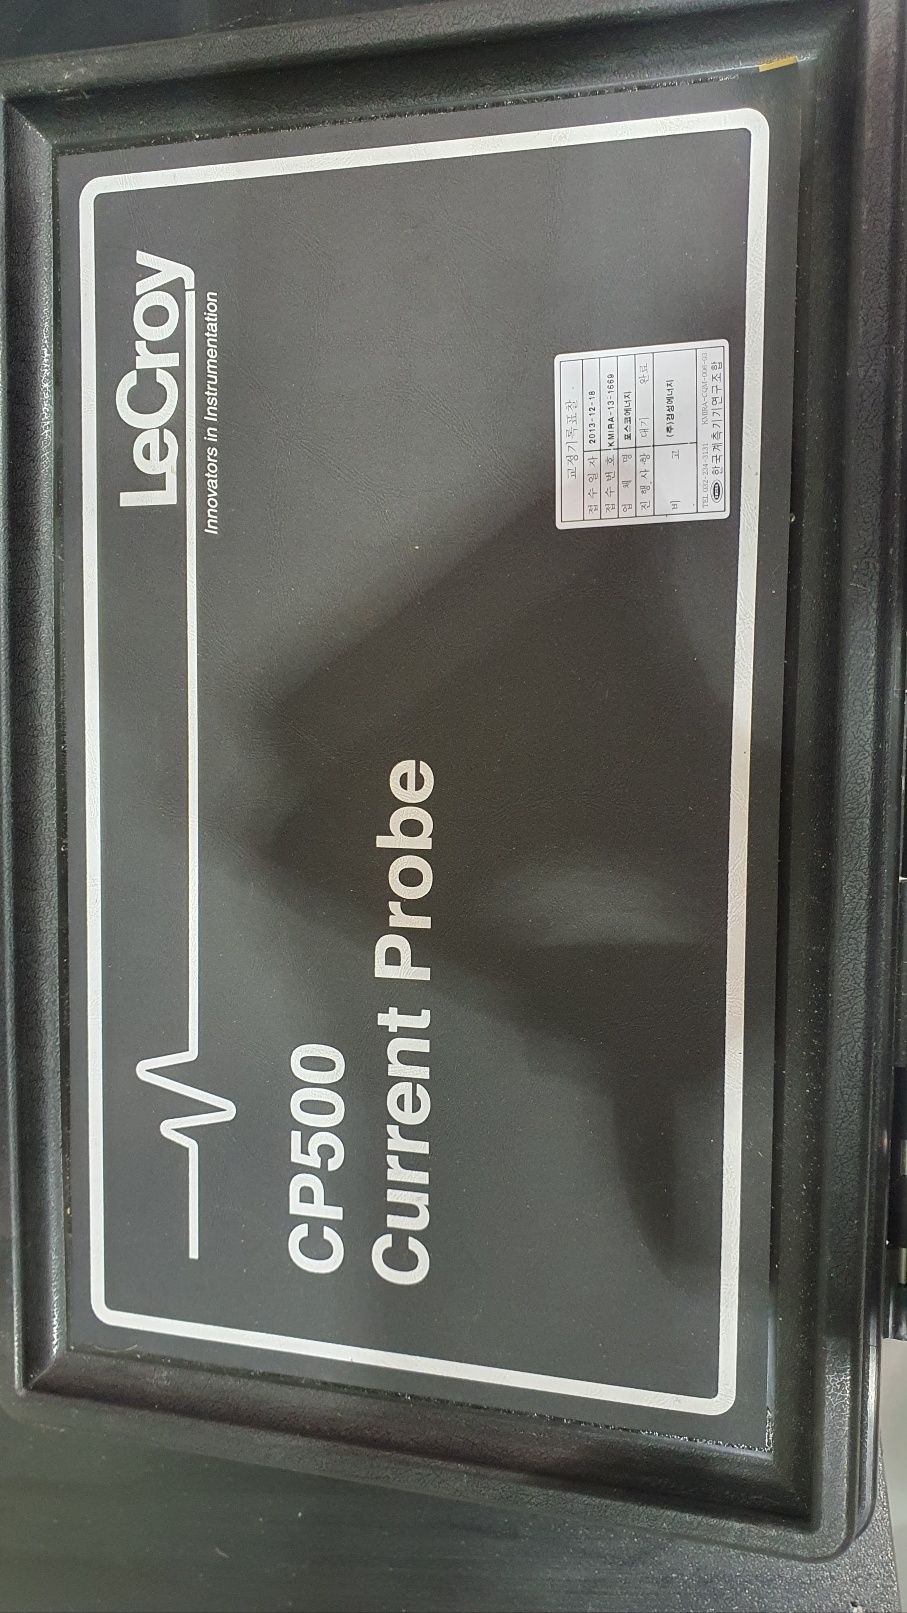 LeCroy
Innovators in Instrumentation
CP500
Current Probe
교정기록표찰
접수일자 2013-12-18
접수번호 KMIRA-13-1669
업체명 포스코에너지
진행사항 대기 완료
비고 (주)검성에너지
TEL 032-234-3131 KMIRA-CQM-006-03
한국계측기기연구조합